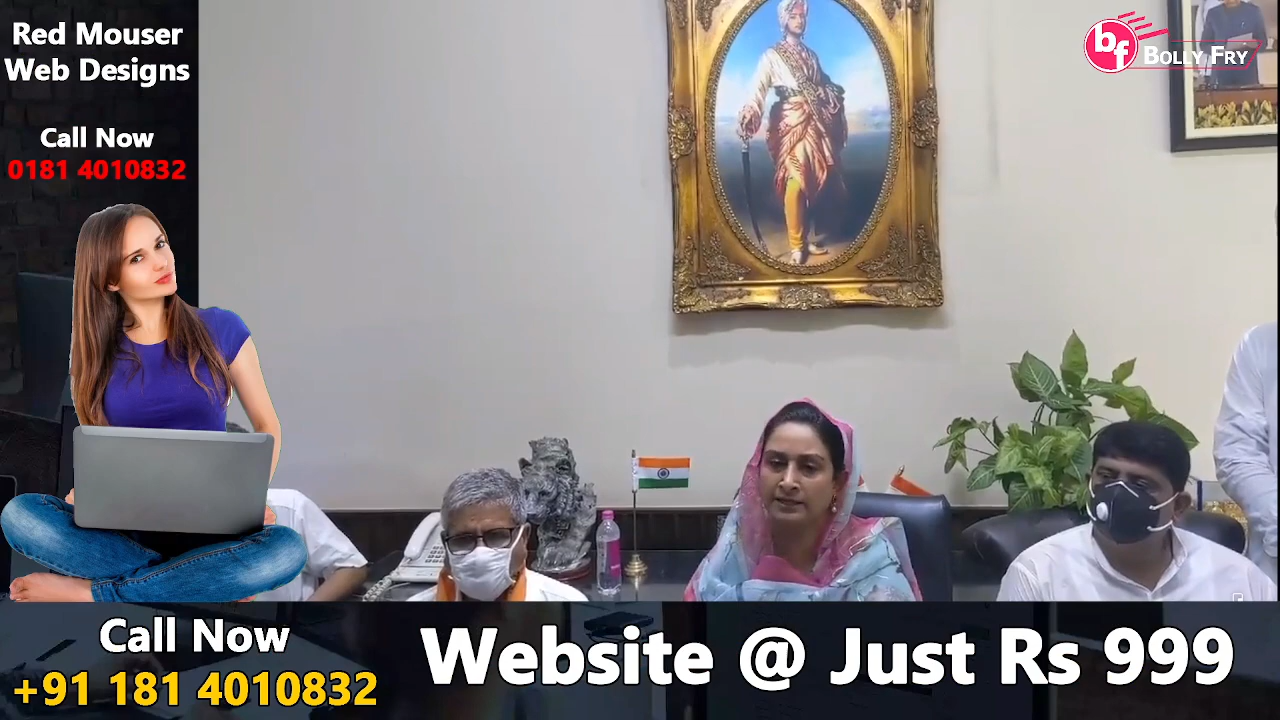 Red Mouser
Web Designs
Call Now
0181 4010832
bf BOLLY FRY
Call Now
+91 181 4010832
Website @ Just Rs 999